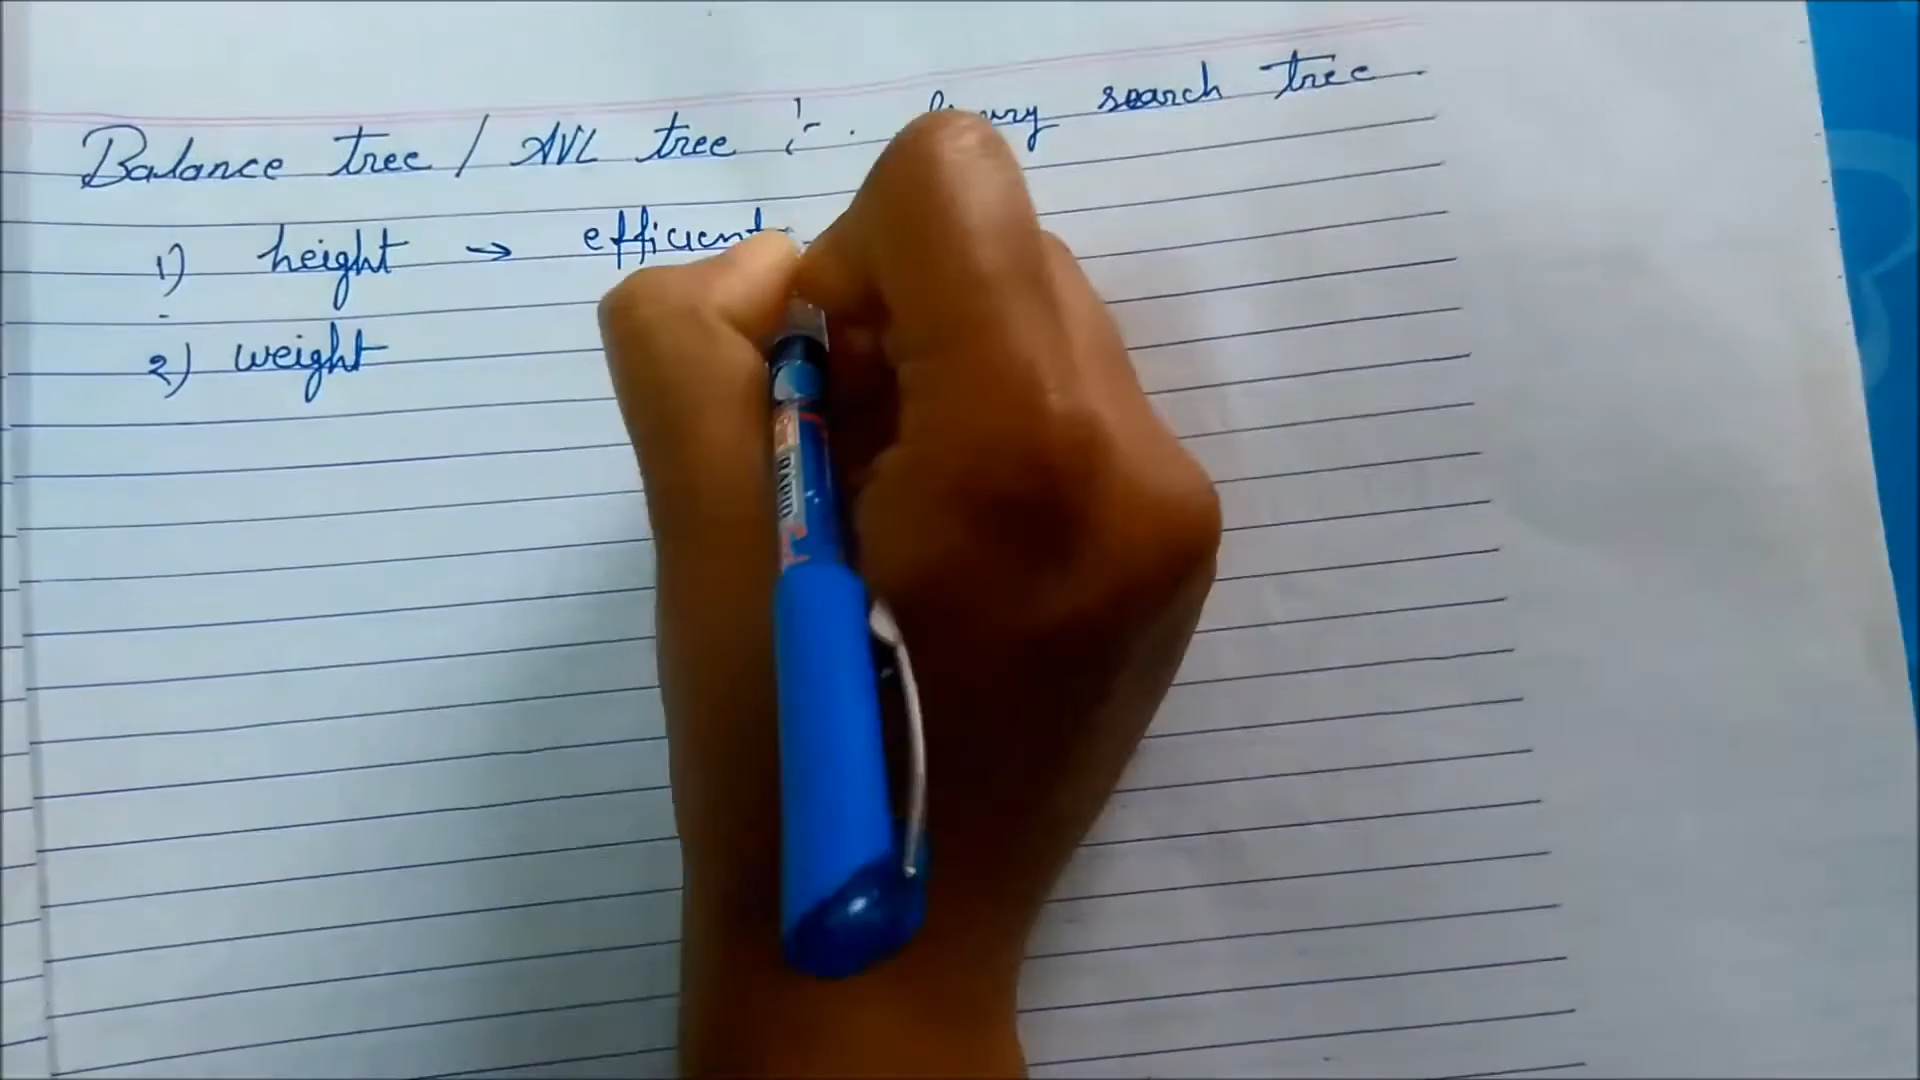 Balance tree / AVL tree :- search tree
1) height → efficient
2) weight